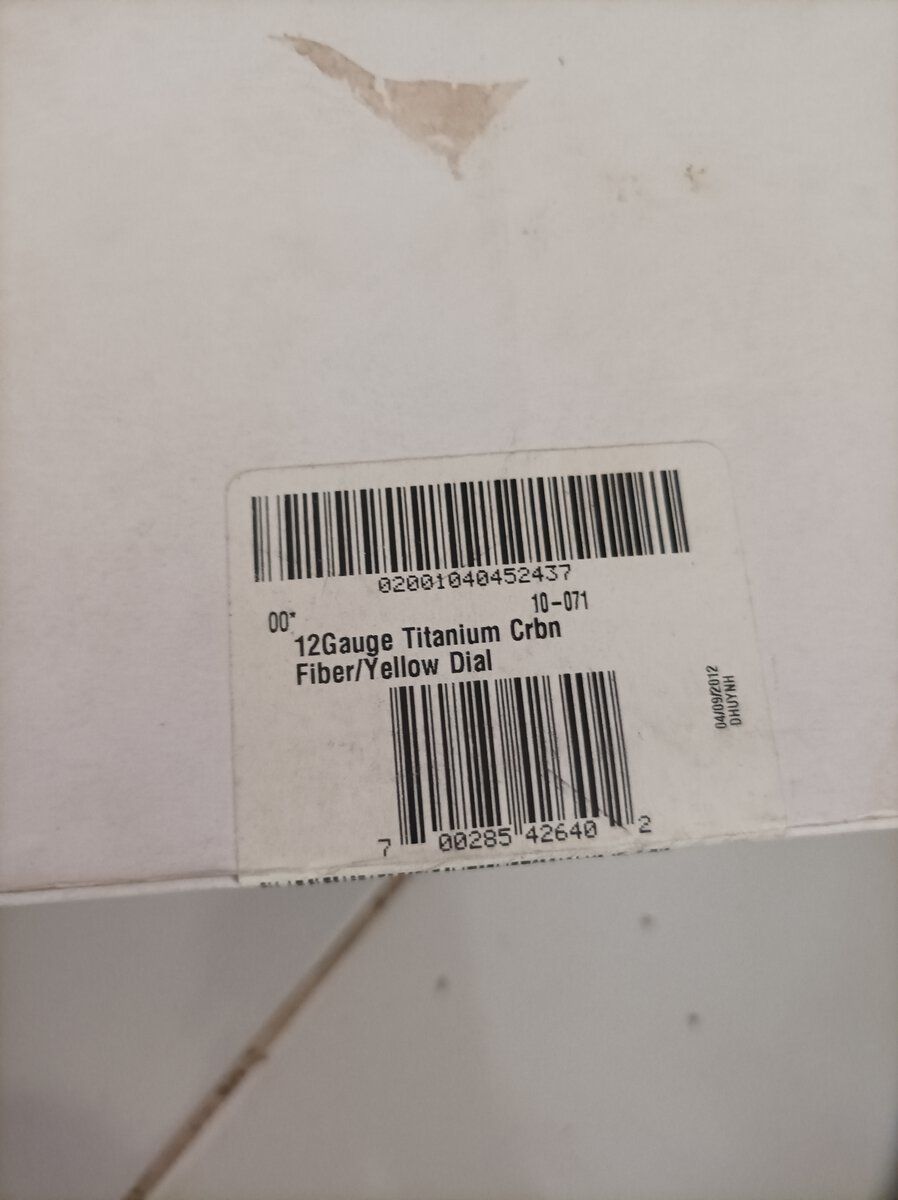 02001040452437
00* 10-071
12Gauge Titanium Crbn
Fiber/Yellow Dial
7 00285 42640 2
04/09/2012
DHUYNH